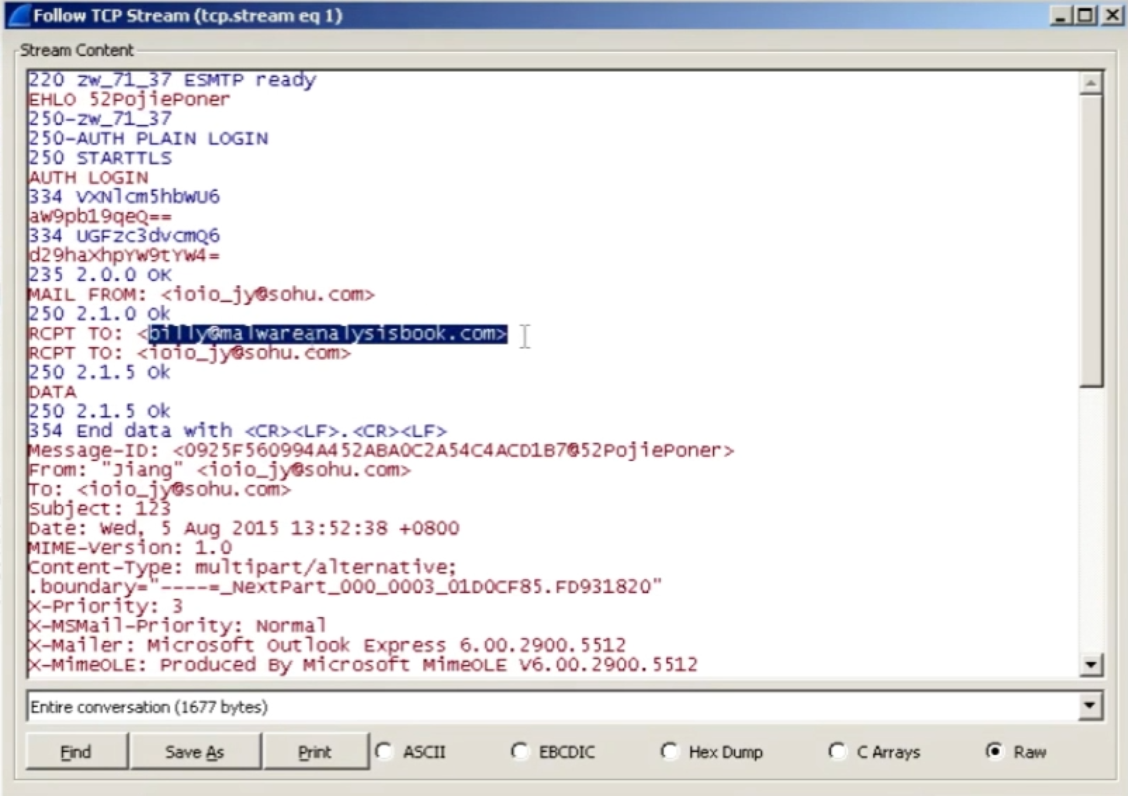 Follow TCP Stream (tcp.stream eq 1)
Stream Content
220 zw_71_37 ESMTP ready
EHLO 52PojiePoner
250-zw_71_37
250-AUTH PLAIN LOGIN
250 STARTTLS
AUTH LOGIN
334 VXNlcm5hbWU6
aW9pb19qeQ==
334 UGFzc3dvcmQ6
d29haXhpYW9tYW4=
235 2.0.0 OK
MAIL FROM: <ioio_jy@sohu.com>
250 2.1.0 Ok
RCPT TO: <billy@malwareanalysisbook.com>
RCPT TO: <ioio_jy@sohu.com>
250 2.1.5 Ok
DATA
250 2.1.5 Ok
354 End data with <CR><LF>.<CR><LF>
Message-ID: <0925F560994A452ABA0C2A54C4ACD1B7@52PojiePoner>
From: "Jiang" <ioio_jy@sohu.com>
To: <ioio_jy@sohu.com>
Subject: 123
Date: Wed, 5 Aug 2015 13:52:38 +0800
MIME-Version: 1.0
Content-Type: multipart/alternative;
.boundary="----=_NextPart_000_0003_01D0CF85.FD931820"
X-Priority: 3
X-MSMail-Priority: Normal
X-Mailer: Microsoft Outlook Express 6.00.2900.5512
X-MimeOLE: Produced By Microsoft MimeOLE V6.00.2900.5512
Entire conversation (1677 bytes)
Find Save As Print ASCII EBCDIC Hex Dump C Arrays Raw